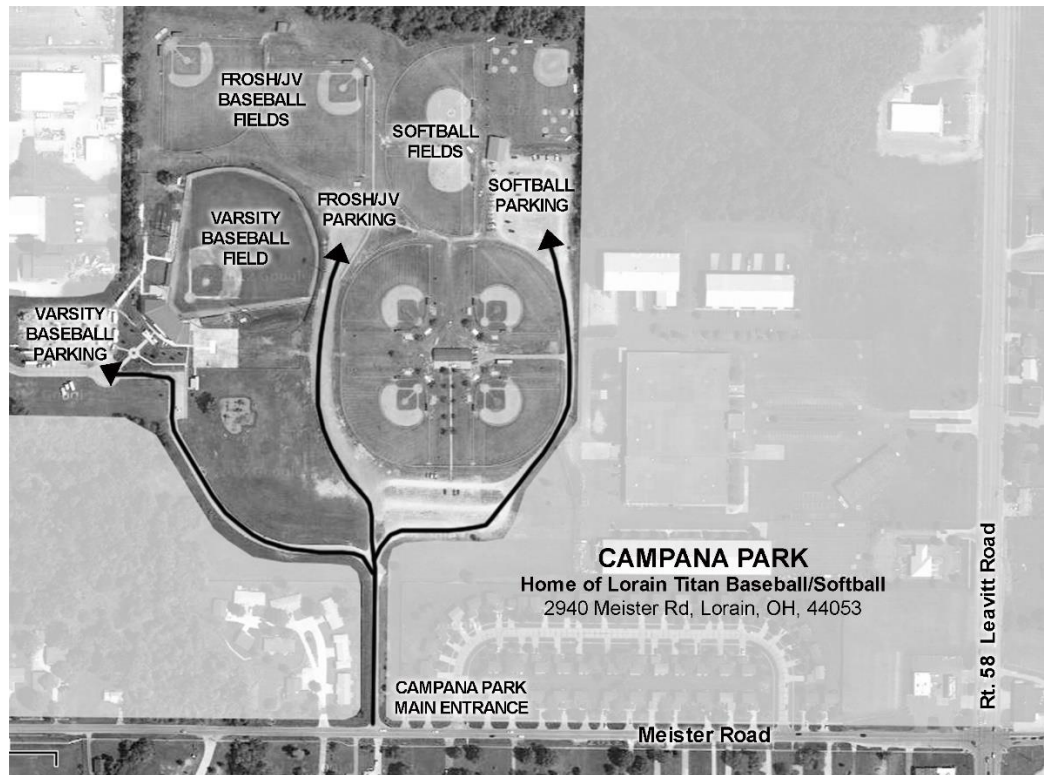 FROSH/JV
BASEBALL
FIELDS
SOFTBALL
FIELDS
SOFTBALL
PARKING
FROSH/JV
PARKING
VARSITY
BASEBALL
FIELD
VARSITY
BASEBALL
PARKING
CAMPANA PARK
Home of Lorain Titan Baseball/Softball
2940 Meister Rd, Lorain, OH, 44053
CAMPANA PARK
MAIN ENTRANCE
Meister Road
Rt. 58 Leavitt Road